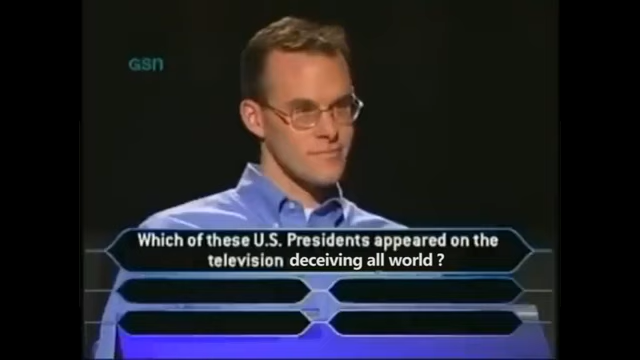 GSN
Which of these U.S. Presidents appeared on the
television deceiving all world ?